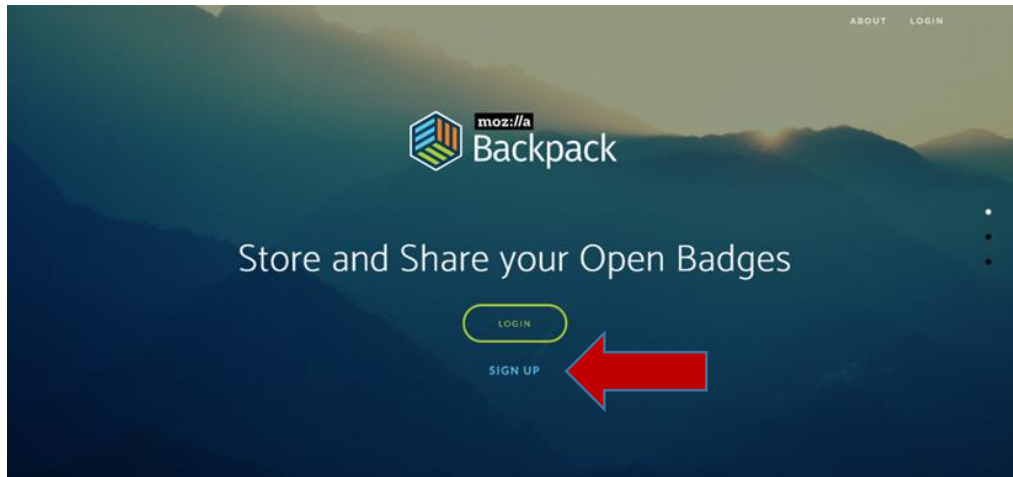 ABOUT LOGIN
moz://a
Backpack
Store and Share your Open Badges
LOGIN
SIGN UP